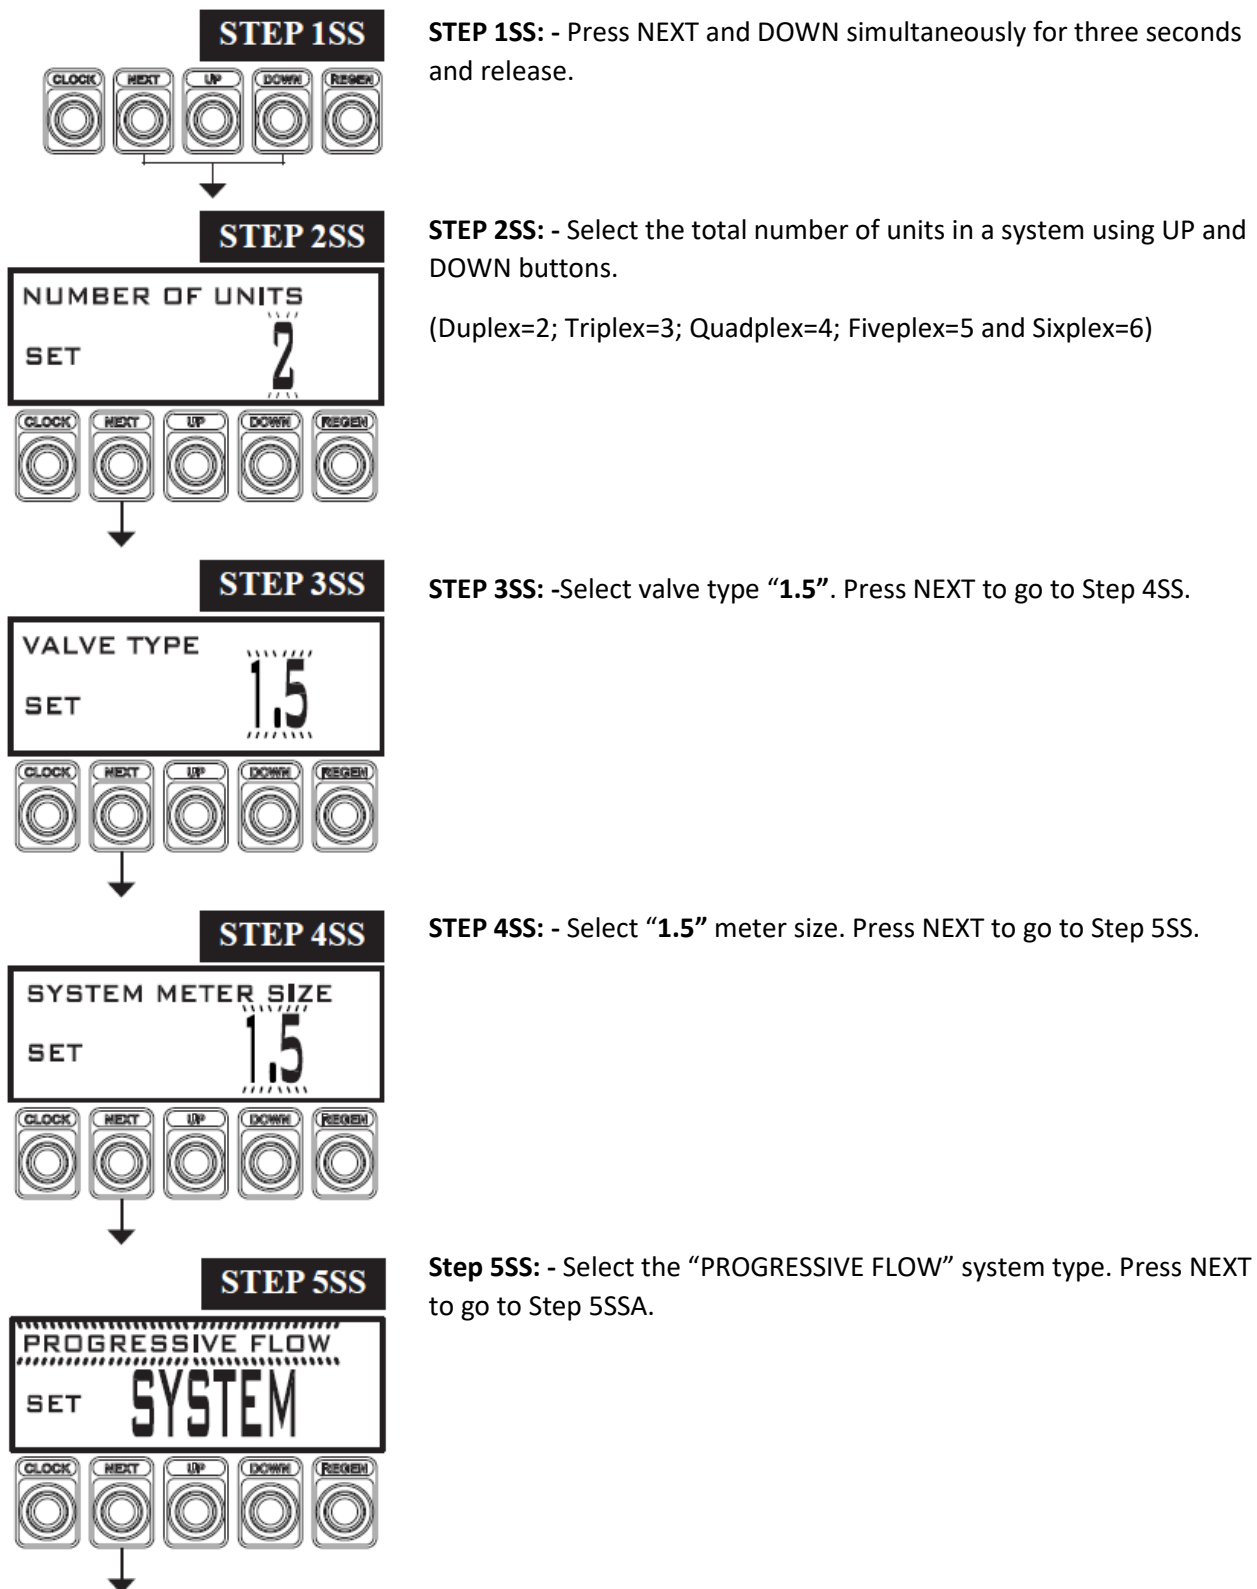 STEP 1SS
STEP 1SS: - Press NEXT and DOWN simultaneously for three seconds
and release.
CLOCK NEXT UP DOWN REGEN
STEP 2SS
STEP 2SS: - Select the total number of units in a system using UP and
DOWN buttons.
(Duplex=2; Triplex=3; Quadplex=4; Fiveplex=5 and Sixplex=6)
NUMBER OF UNITS
SET 2
CLOCK NEXT UP DOWN REGEN
STEP 3SS
STEP 3SS: -Select valve type “1.5”. Press NEXT to go to Step 4SS.
VALVE TYPE
SET 1.5
CLOCK NEXT UP DOWN REGEN
STEP 4SS
STEP 4SS: - Select “1.5” meter size. Press NEXT to go to Step 5SS.
SYSTEM METER SIZE
SET 1.5
CLOCK NEXT UP DOWN REGEN
STEP 5SS
Step 5SS: - Select the “PROGRESSIVE FLOW” system type. Press NEXT
to go to Step 5SSA.
PROGRESSIVE FLOW
SET SYSTEM
CLOCK NEXT UP DOWN REGEN